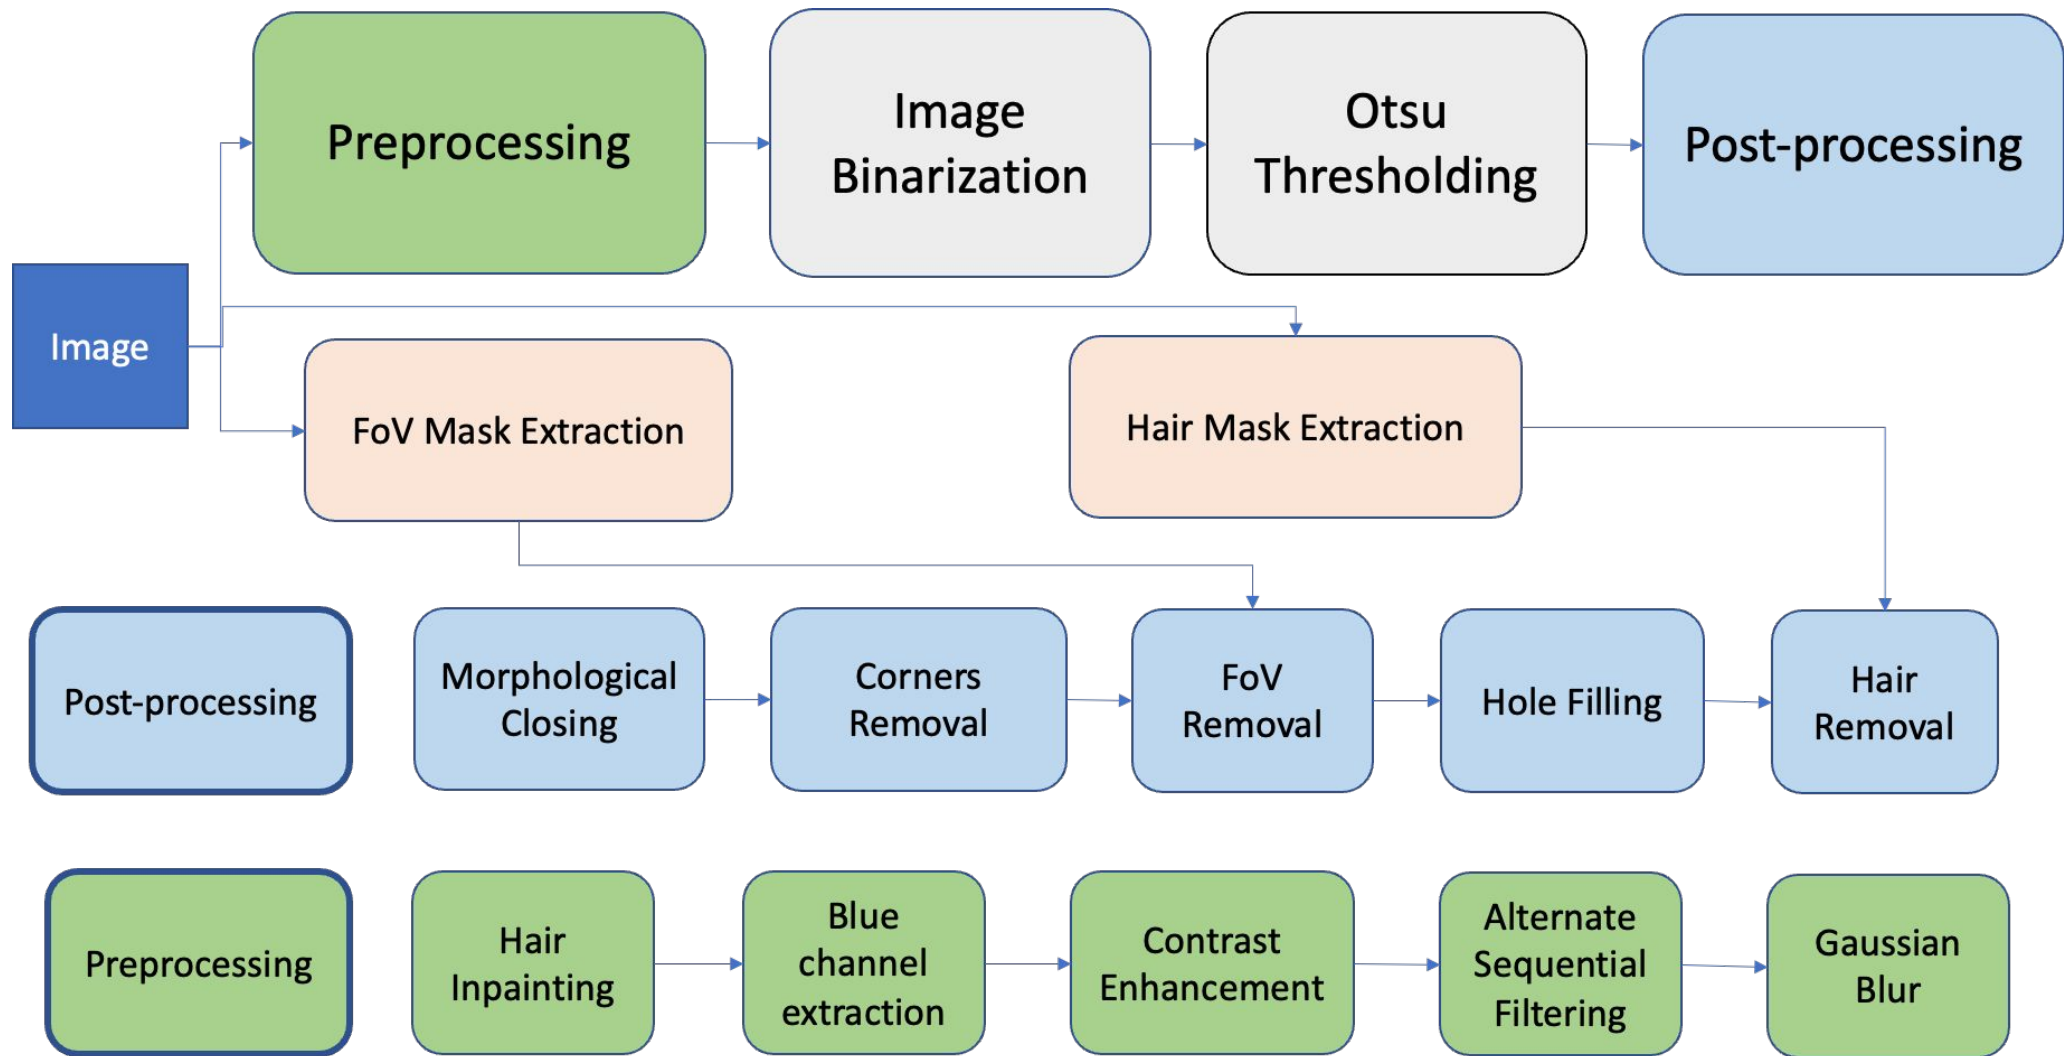 Preprocessing
Image
Binarization
Otsu
Thresholding
Post-processing
Image
FoV Mask Extraction
Hair Mask Extraction
Post-processing
Morphological
Closing
Corners
Removal
FoV
Removal
Hole Filling
Hair
Removal
Preprocessing
Hair
Inpainting
Blue
channel
extraction
Contrast
Enhancement
Alternate
Sequential
Filtering
Gaussian
Blur